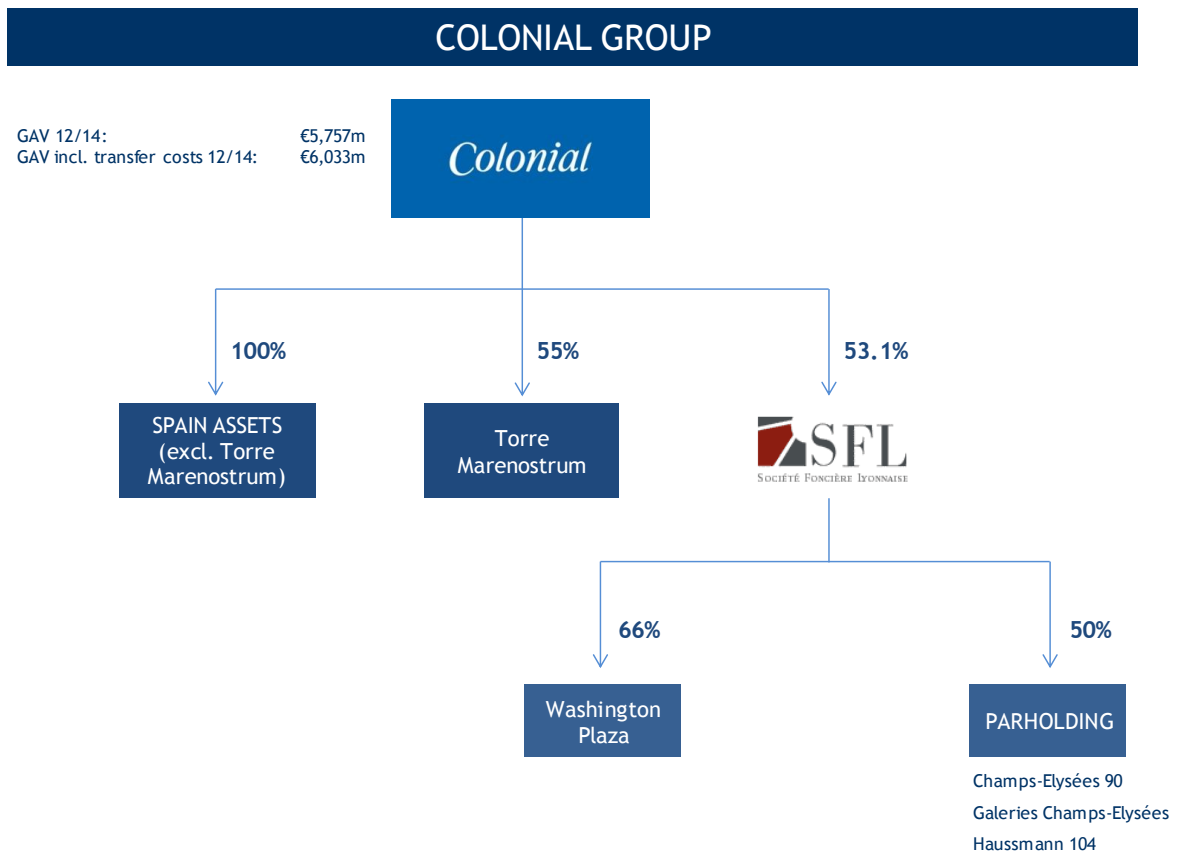 COLONIAL GROUP
GAV 12/14: €5,757m
GAV incl. transfer costs 12/14: €6,033m
Colonial
100%
55%
53.1%
SPAIN ASSETS
(excl. Torre
Marenostrum)
Torre
Marenostrum
SFL
SOCIÉTÉ FONCIÈRE LYONNAISE
66%
50%
Washington
Plaza
PARHOLDING
Champs-Elysées 90
Galeries Champs-Elysées
Haussmann 104